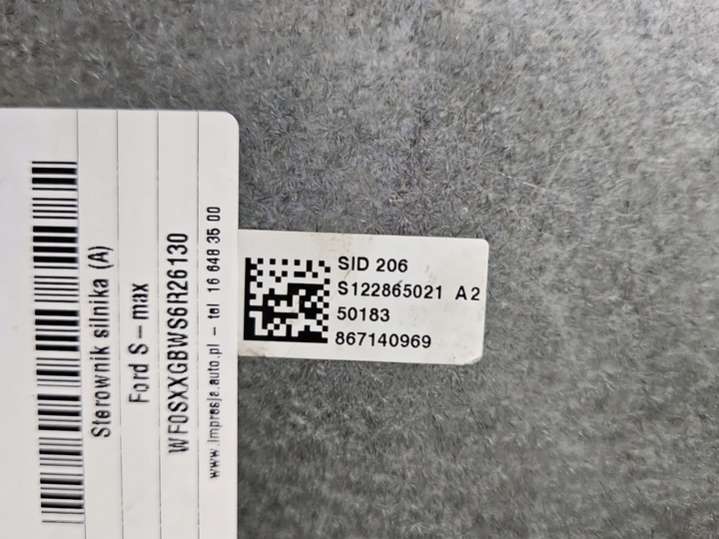 Sterownik silnika (A)
Ford S-max
WF0SXXGBWS6R26130
www.impresja.auto.pl - tel 16 648 35 00
SID 206
S122865021 A2
50183
867140969